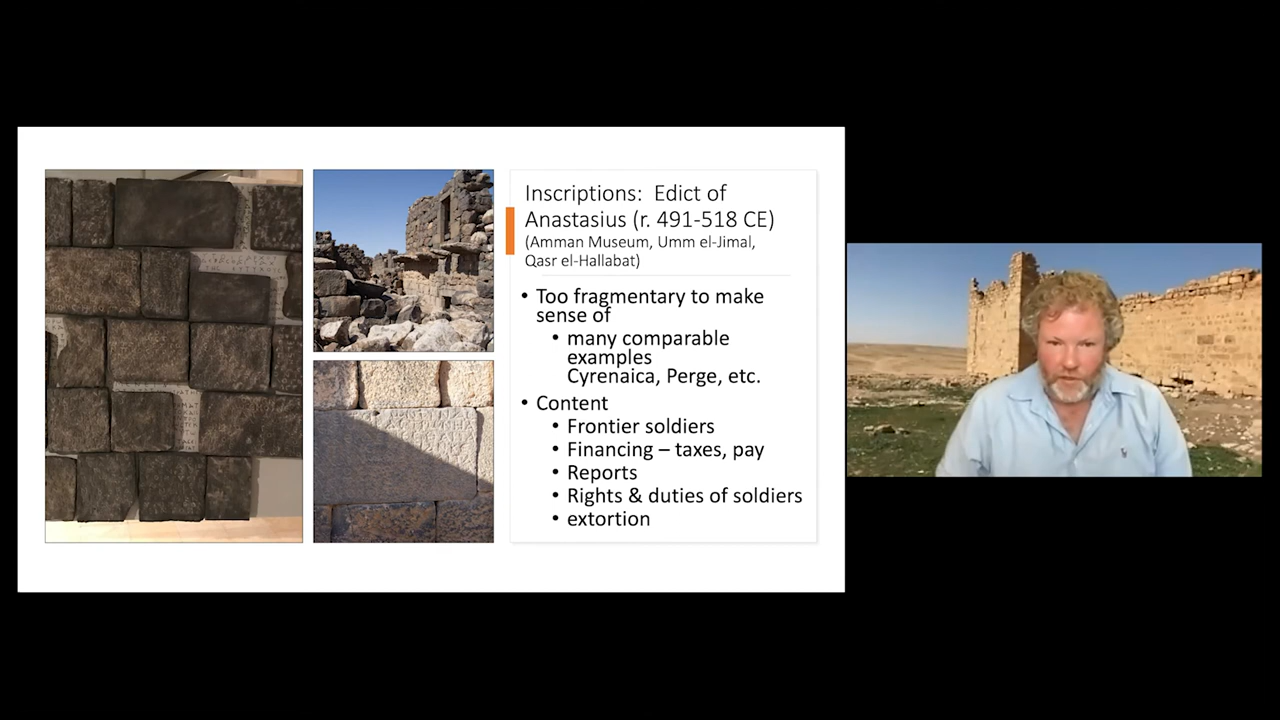 Inscriptions: Edict of
Anastasius (r. 491-518 CE)
(Amman Museum, Umm el-Jimal,
Qasr el-Hallabat)
• Too fragmentary to make
sense of
• many comparable
examples
Cyrenaica, Perge, etc.
• Content
• Frontier soldiers
• Financing – taxes, pay
• Reports
• Rights & duties of soldiers
• extortion